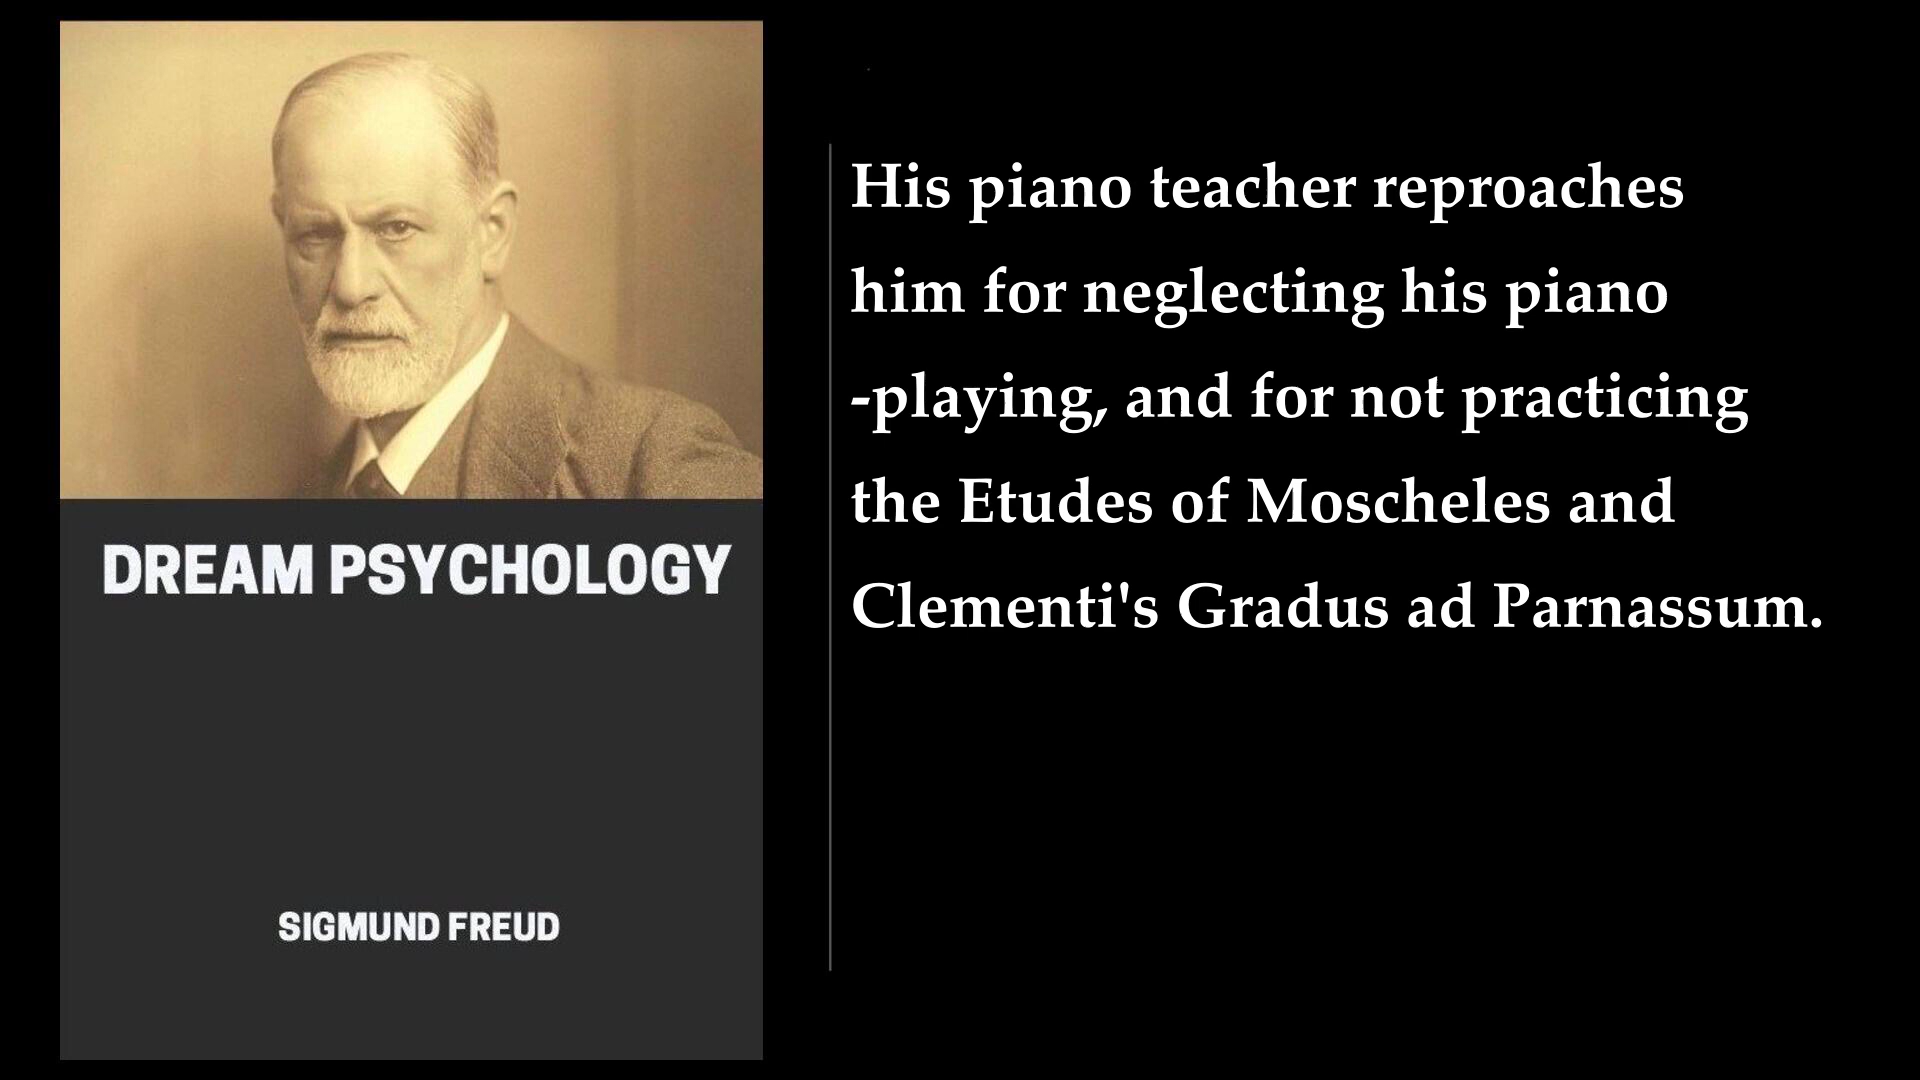 DREAM PSYCHOLOGY
SIGMUND FREUD
His piano teacher reproaches
him for neglecting his piano
-playing, and for not practicing
the Etudes of Moscheles and
Clementi's Gradus ad Parnassum.